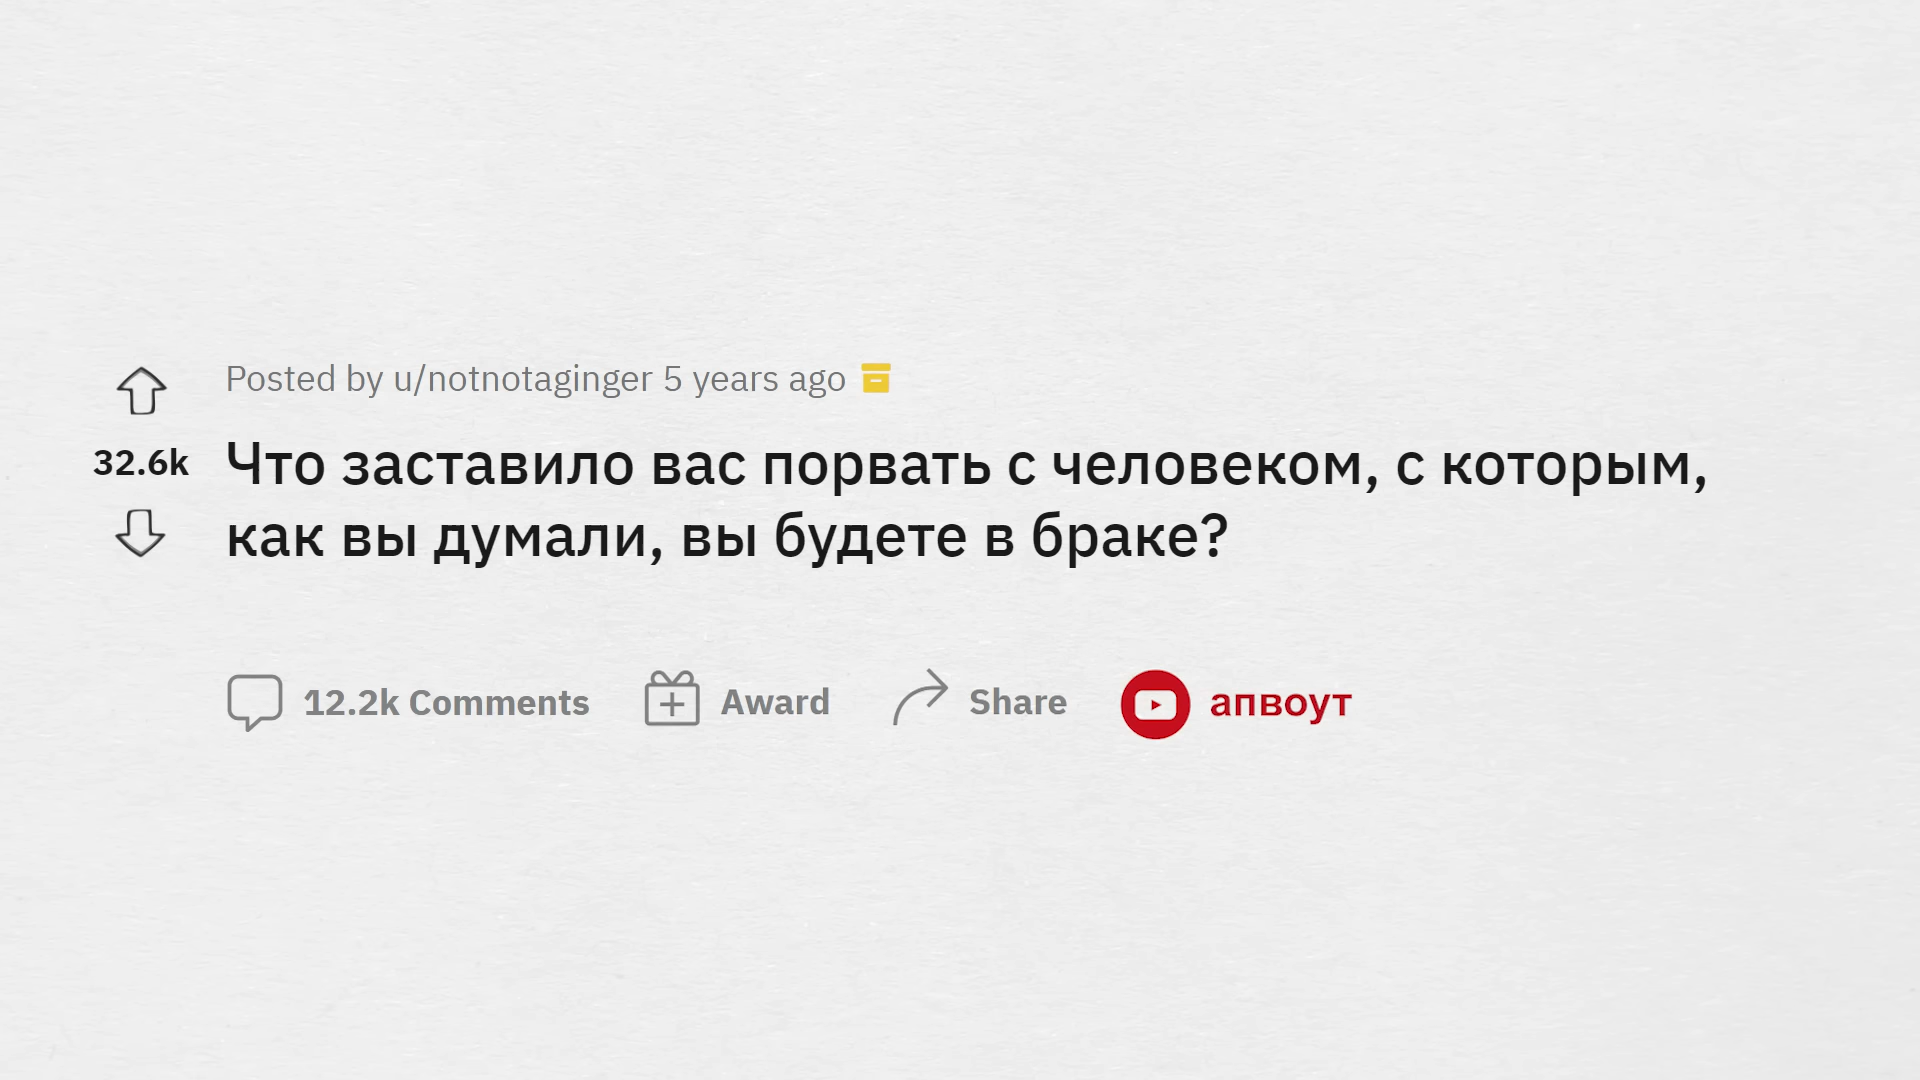 Posted by u/notnotaginger 5 years ago
32.6k
Что заставило вас порвать с человеком, с которым,
как вы думали, вы будете в браке?
12.2k Comments Award Share апвоут